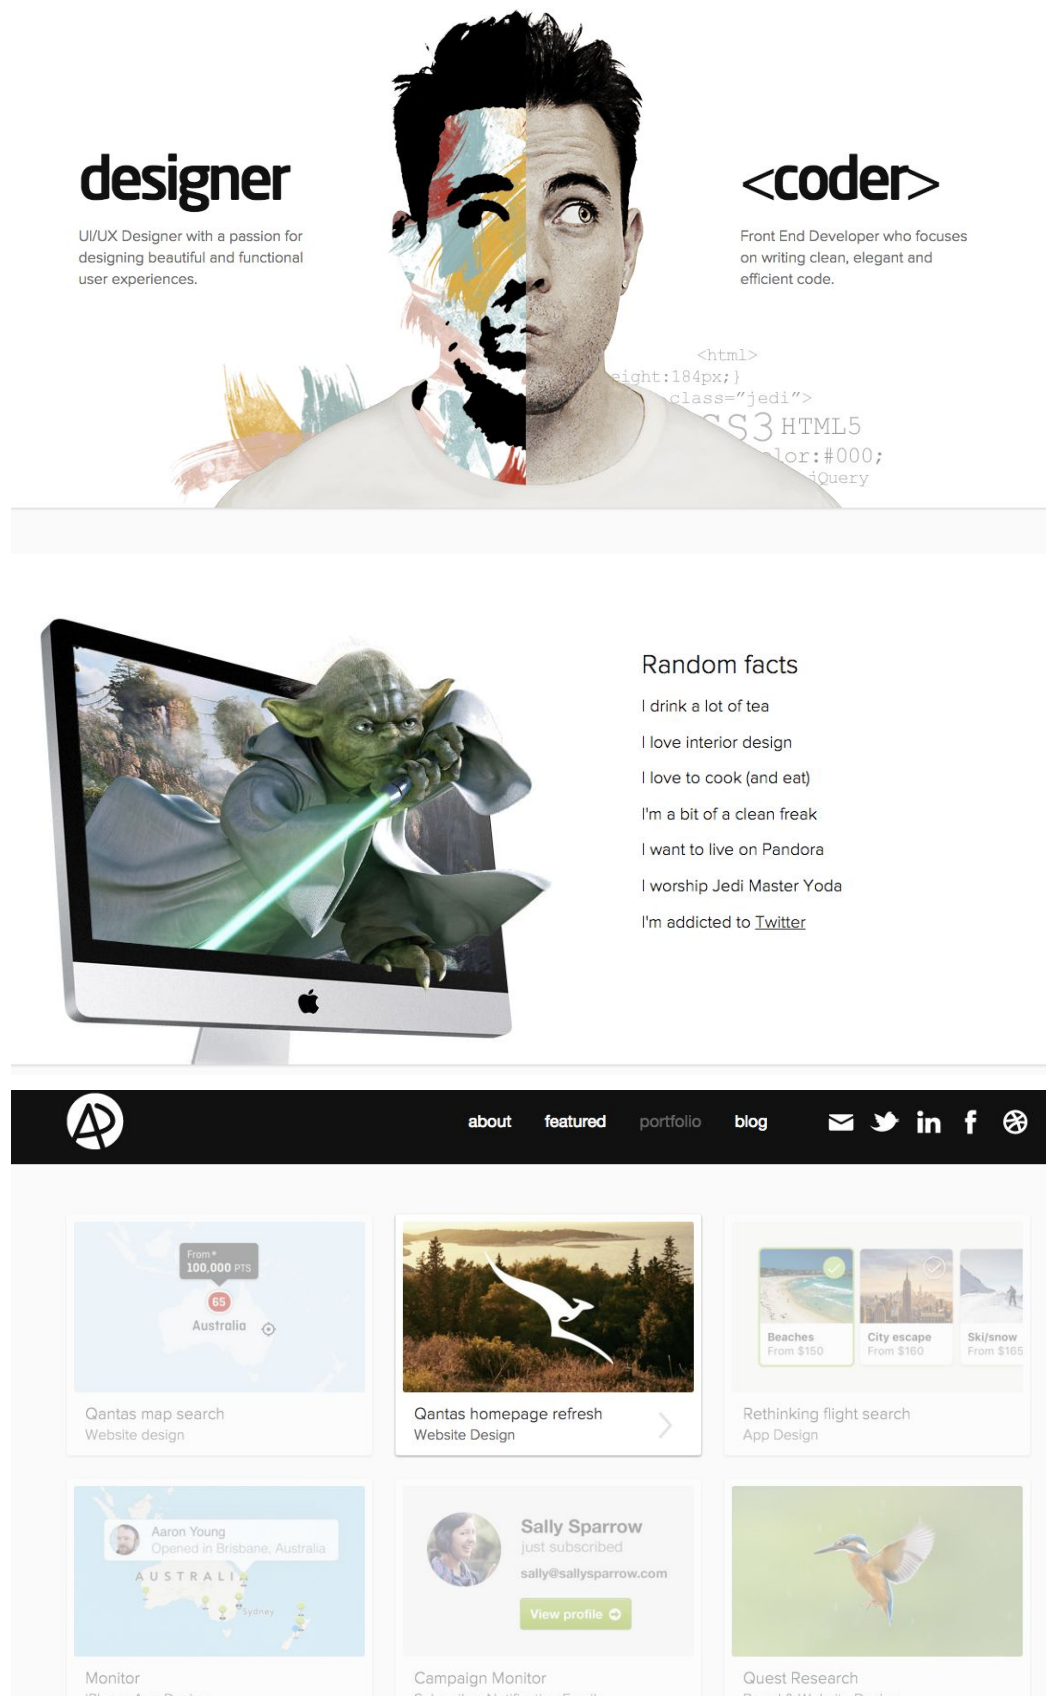 designer
UI/UX Designer with a passion for
designing beautiful and functional
user experiences.
<coder>
Front End Developer who focuses
on writing clean, elegant and
efficient code.
<html>
eight:184px;}
class="jedi">
SS3 HTML5
lor:#000;
jQuery
Random facts
I drink a lot of tea
I love interior design
I love to cook (and eat)
I'm a bit of a clean freak
I want to live on Pandora
I worship Jedi Master Yoda
I'm addicted to Twitter
AP
about featured portfolio blog
From*
100,000 PTS
65
Australia
Qantas map search
Website design
Qantas homepage refresh
Website Design
Beaches
From $150
City escape
From $160
Ski/snow
From $165
Rethinking flight search
App Design
Aaron Young
Opened in Brisbane, Australia
AUSTRALIA
Sydney
Monitor
Sally Sparrow
just subscribed
sally@sallysparrow.com
View profile
Campaign Monitor
Quest Research